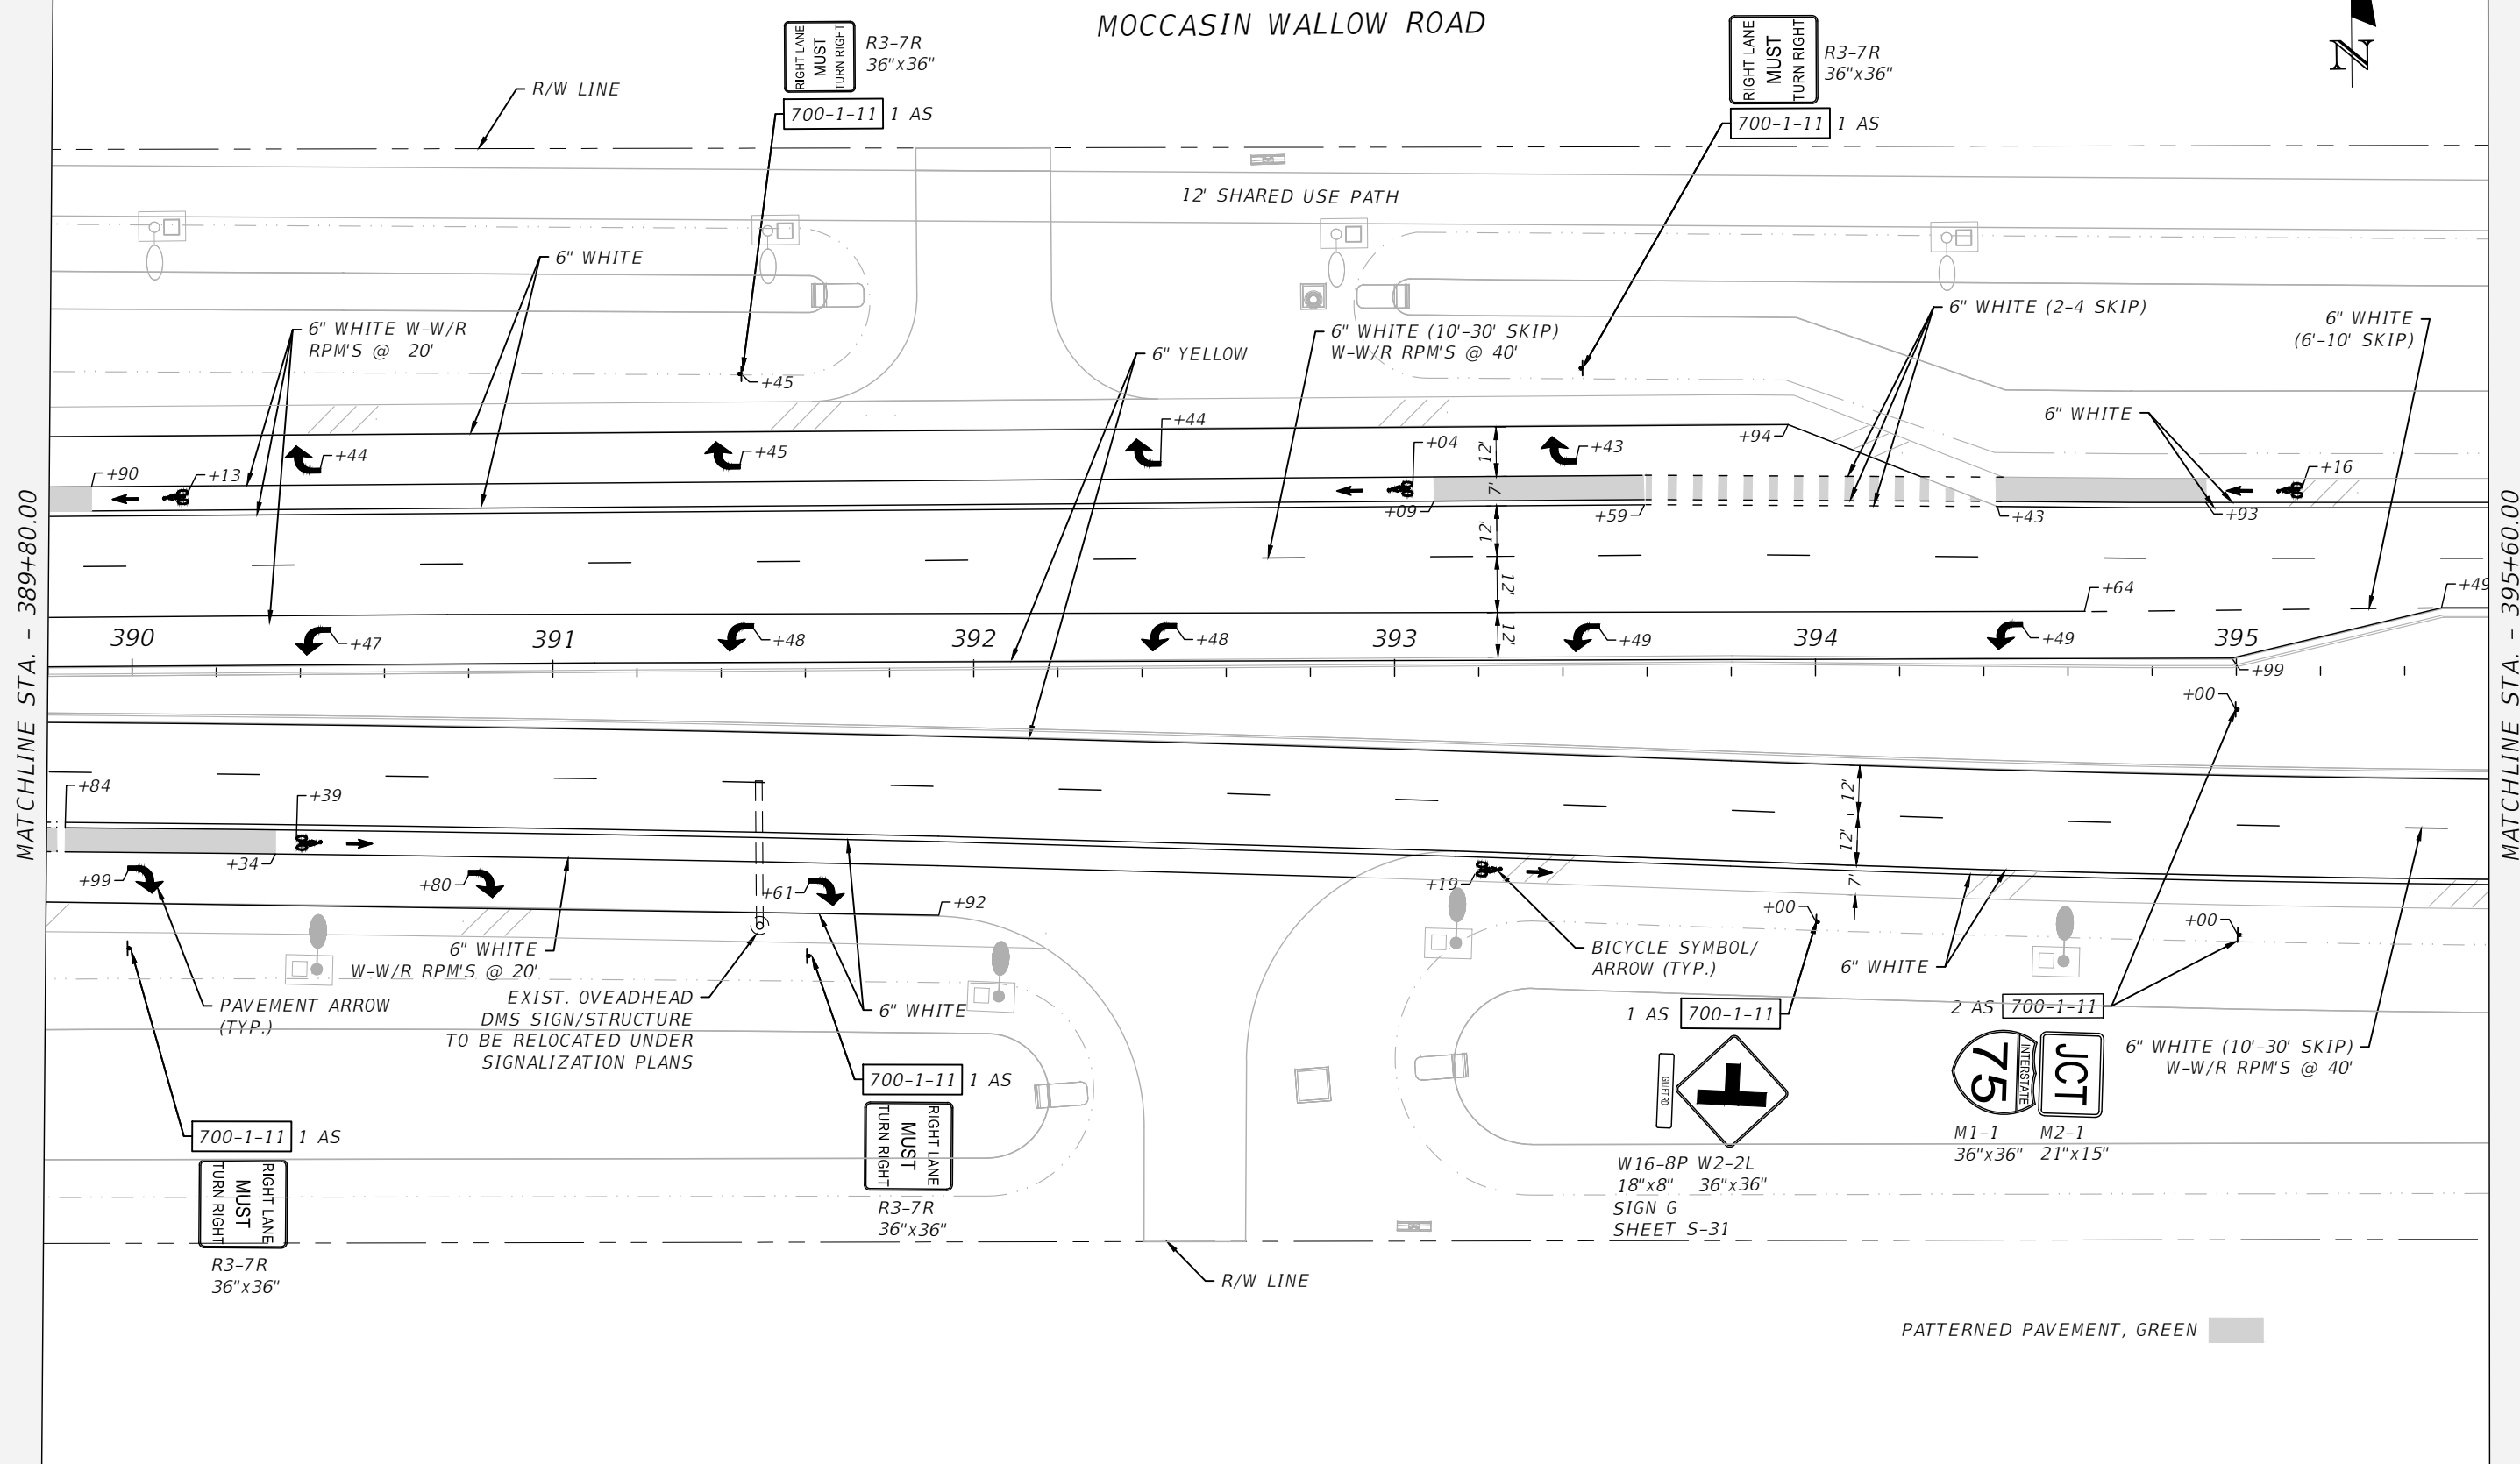 MOCCASIN WALLOW ROAD
N
RIGHT LANE
MUST
TURN RIGHT
R3-7R
36"x36"
700-1-11 1 AS
RIGHT LANE
MUST
TURN RIGHT
R3-7R
36"x36"
700-1-11 1 AS
R/W LINE
12' SHARED USE PATH
6" WHITE
6" WHITE W-W/R
RPM'S @ 20'
+45
6" YELLOW
6" WHITE (10'-30' SKIP)
W-W/R RPM'S @ 40'
6" WHITE (2-4 SKIP)
6" WHITE
(6'-10' SKIP)
6" WHITE
+90
+13
+44
+45
+44
+04
12'
+43
+94
+16
7'
+09
+59
+43
+93
12'
12'
12'
+64
+49
390
+47
391
+48
392
+48
393
+49
394
+49
395
+99
+00
MATCHLINE STA. - 389+80.00
MATCHLINE STA. - 395+60.00
+84
+39
+34
+99
+80
+61
+92
12'
12'
7'
+19
+00
+00
6" WHITE
W-W/R RPM'S @ 20'
PAVEMENT ARROW
(TYP.)
EXIST. OVEADHEAD
DMS SIGN/STRUCTURE
TO BE RELOCATED UNDER
SIGNALIZATION PLANS
6" WHITE
BICYCLE SYMBOL/
ARROW (TYP.)
6" WHITE
1 AS 700-1-11
2 AS 700-1-11
6" WHITE (10'-30' SKIP)
W-W/R RPM'S @ 40'
700-1-11 1 AS
RIGHT LANE
MUST
TURN RIGHT
R3-7R
36"x36"
700-1-11 1 AS
RIGHT LANE
MUST
TURN RIGHT
R3-7R
36"x36"
GILLET RD
W16-8P W2-2L
18"x8" 36"x36"
SIGN G
SHEET S-31
INTERSTATE
75
JCT
M1-1 M2-1
36"x36" 21"x15"
R/W LINE
PATTERNED PAVEMENT, GREEN